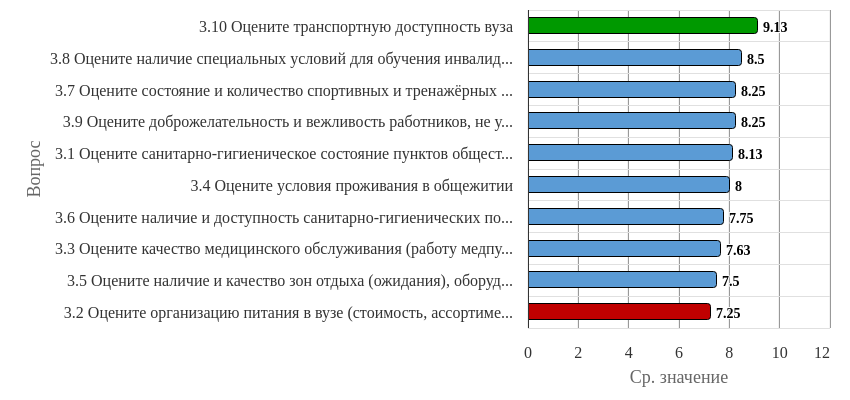 3.10 Оцените транспортную доступность вуза 9.13
3.8 Оцените наличие специальных условий для обучения инвалид... 8.5
3.7 Оцените состояние и количество спортивных и тренажёрных ... 8.25
3.9 Оцените доброжелательность и вежливость работников, не у... 8.25
3.1 Оцените санитарно-гигиеническое состояние пунктов общест... 8.13
3.4 Оцените условия проживания в общежитии 8
3.6 Оцените наличие и доступность санитарно-гигиенических по... 7.75
3.3 Оцените качество медицинского обслуживания (работу медпу... 7.63
3.5 Оцените наличие и качество зон отдыха (ожидания), оборуд... 7.5
3.2 Оцените организацию питания в вузе (стоимость, ассортиме... 7.25
Вопрос
0 2 4 6 8 10 12
Ср. значение